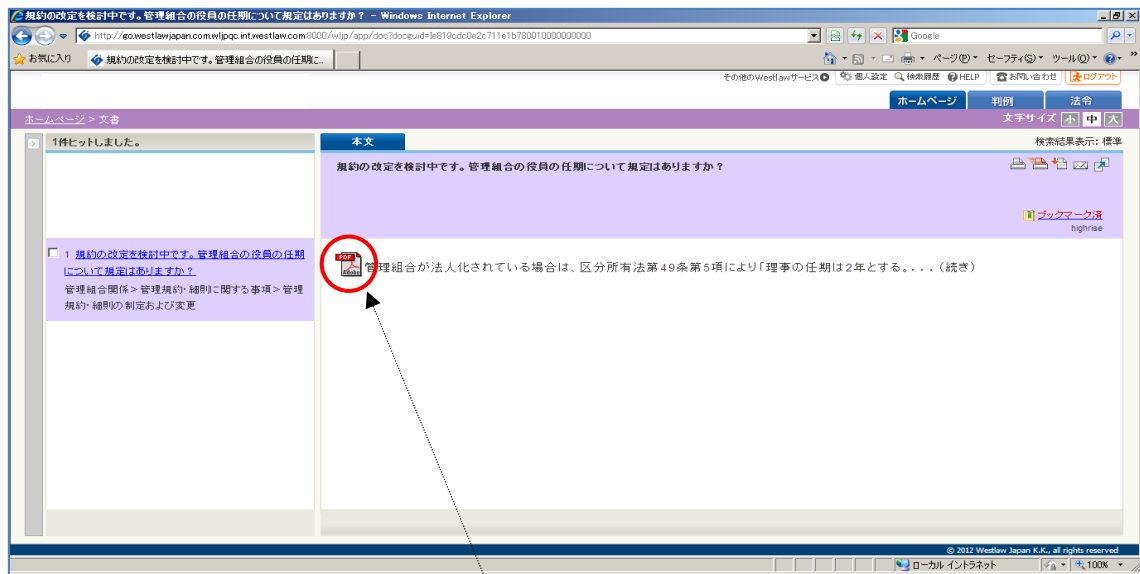 規約の改定を検討中です。管理組合の役員の任期について規定はありますか? - Windows Internet Explorer
http://go.westlawjapan.com.wljpqc.int.westlaw.com:8000/wljp/app/doc?docguid=Ie819cdc0e2c711e1b780010000000000
Google
お気に入り
規約の改定を検討中です。管理組合の役員の任期に...
ページ(P)
セーフティ(S)
ツール(O)
その他のWestlawサービス
個人設定
検索履歴
HELP
お問い合わせ
ログアウト
ホームページ
判例
法令
ホームページ > 文書
文字サイズ 小 中 大
1件ヒットしました。
本文
検索結果表示: 標準
規約の改定を検討中です。管理組合の役員の任期について規定はありますか?
ブックマーク済
highrise
1 規約の改定を検討中です。管理組合の役員の任期
について規定はありますか?
管理組合関係> 管理規約・細則に関する事項> 管理
規約・細則の制定および変更
PDF
Adobe
管理組合が法人化されている場合は、区分所有法第49条第5項により「理事の任期は2年とする。...(続き)
© 2012 Westlaw Japan K.K., all rights reserved
ローカル イントラネット
100%